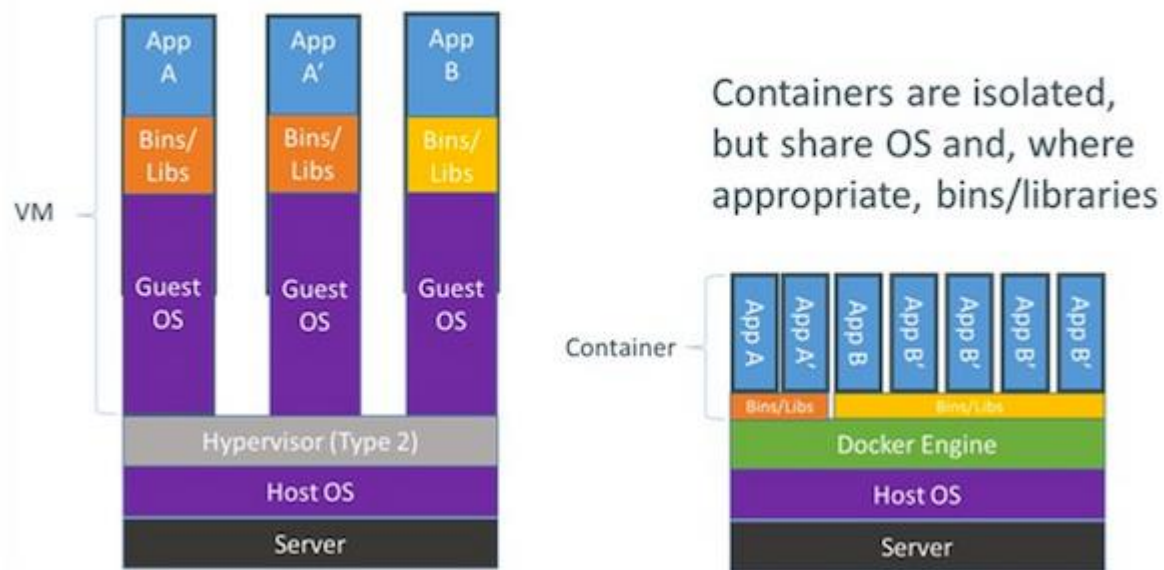 VM
App
A
Bins/
Libs
Guest
OS
App
A'
Bins/
Libs
Guest
OS
App
B
Bins/
Libs
Guest
OS
Hypervisor (Type 2)
Host OS
Server
Containers are isolated,
but share OS and, where
appropriate, bins/libraries
Container
App A
App A'
App B
App B'
App B'
App B'
App B'
Bins/Libs
Bins/Libs
Docker Engine
Host OS
Server